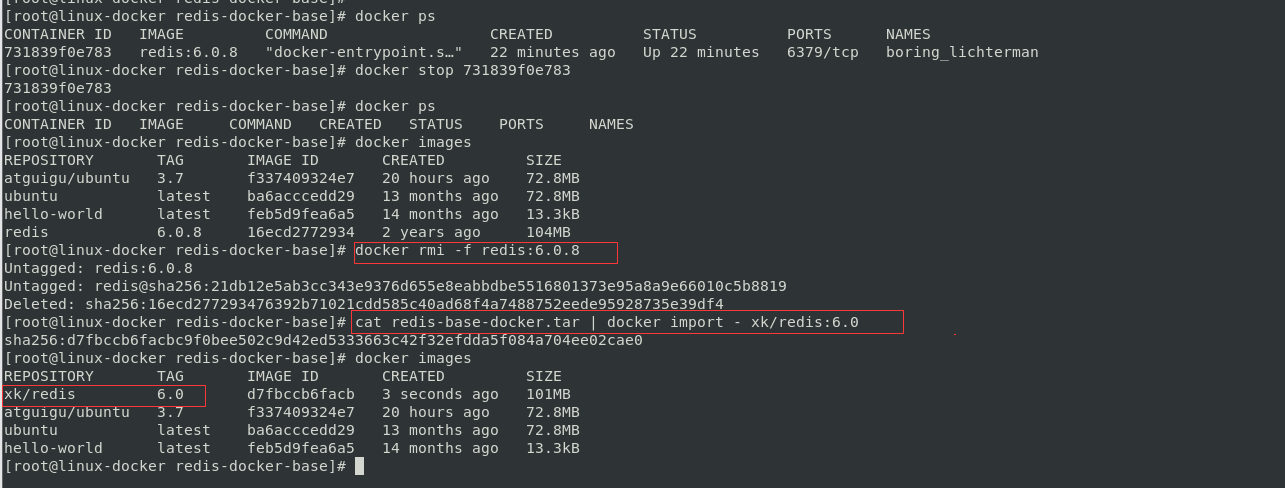 [root@linux-docker redis-docker-base]# docker ps
CONTAINER ID   IMAGE         COMMAND                  CREATED          STATUS          PORTS      NAMES
731839f0e783   redis:6.0.8   "docker-entrypoint.s…"   22 minutes ago   Up 22 minutes   6379/tcp   boring_lichterman
[root@linux-docker redis-docker-base]# docker stop 731839f0e783
731839f0e783
[root@linux-docker redis-docker-base]# docker ps
CONTAINER ID   IMAGE     COMMAND   CREATED   STATUS    PORTS     NAMES
[root@linux-docker redis-docker-base]# docker images
REPOSITORY       TAG       IMAGE ID       CREATED         SIZE
atguigu/ubuntu   3.7       f337409324e7   20 hours ago    72.8MB
ubuntu           latest    ba6acccedd29   13 months ago   72.8MB
hello-world      latest    feb5d9fea6a5   14 months ago   13.3kB
redis            6.0.8     16ecd2772934   2 years ago     104MB
[root@linux-docker redis-docker-base]# docker rmi -f redis:6.0.8
Untagged: redis:6.0.8
Untagged: redis@sha256:21db12e5ab3cc343e9376d655e8eabbdbe5516801373e95a8a9e66010c5b8819
Deleted: sha256:16ecd277293476392b71021cdd585c40ad68f4a7488752eede95928735e39df4
[root@linux-docker redis-docker-base]# cat redis-base-docker.tar | docker import - xk/redis:6.0
sha256:d7fbccb6facbc9f0bee502c9d42ed5333663c42f32efdda5f084a704ee02cae0
[root@linux-docker redis-docker-base]# docker images
REPOSITORY       TAG       IMAGE ID       CREATED         SIZE
xk/redis         6.0       d7fbccb6facb   3 seconds ago   101MB
atguigu/ubuntu   3.7       f337409324e7   20 hours ago    72.8MB
ubuntu           latest    ba6acccedd29   13 months ago   72.8MB
hello-world      latest    feb5d9fea6a5   14 months ago   13.3kB
[root@linux-docker redis-docker-base]#